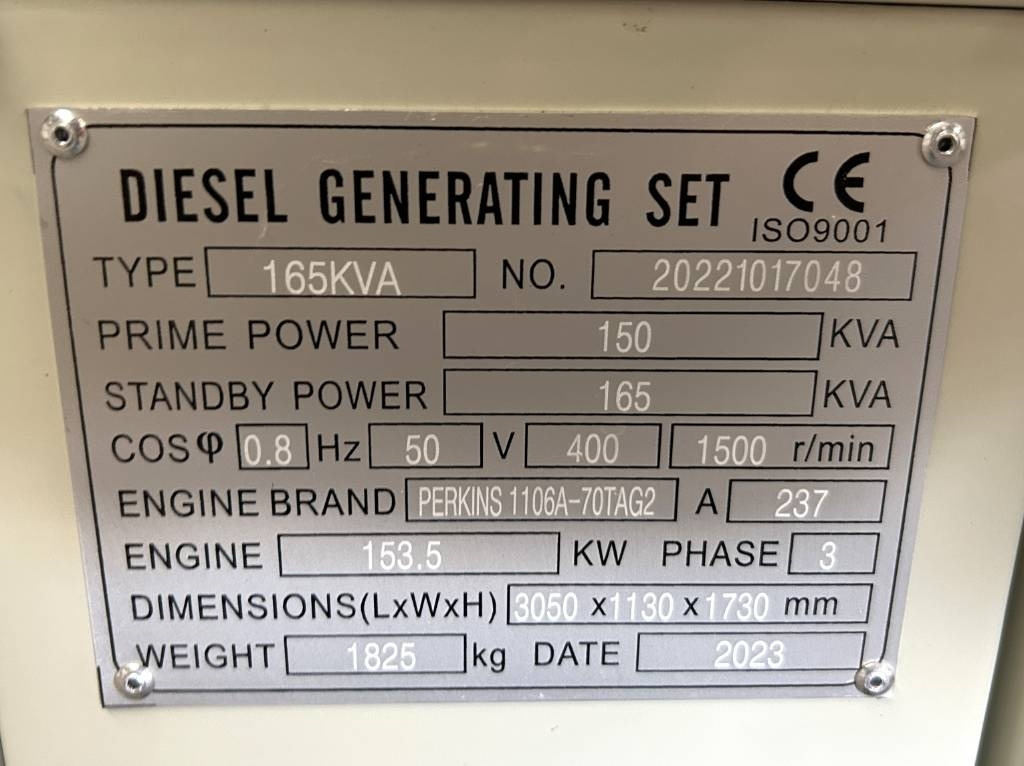 DIESEL GENERATING SET CE
ISO9001
TYPE 165KVA NO. 20221017048
PRIME POWER 150 KVA
STANDBY POWER 165 KVA
COSφ 0.8 Hz 50 V 400 1500 r/min
ENGINE BRAND PERKINS 1106A-70TAG2 A 237
ENGINE 153.5 KW PHASE 3
DIMENSIONS(LxWxH) 3050 x1130 x1730 mm
WEIGHT 1825 kg DATE 2023